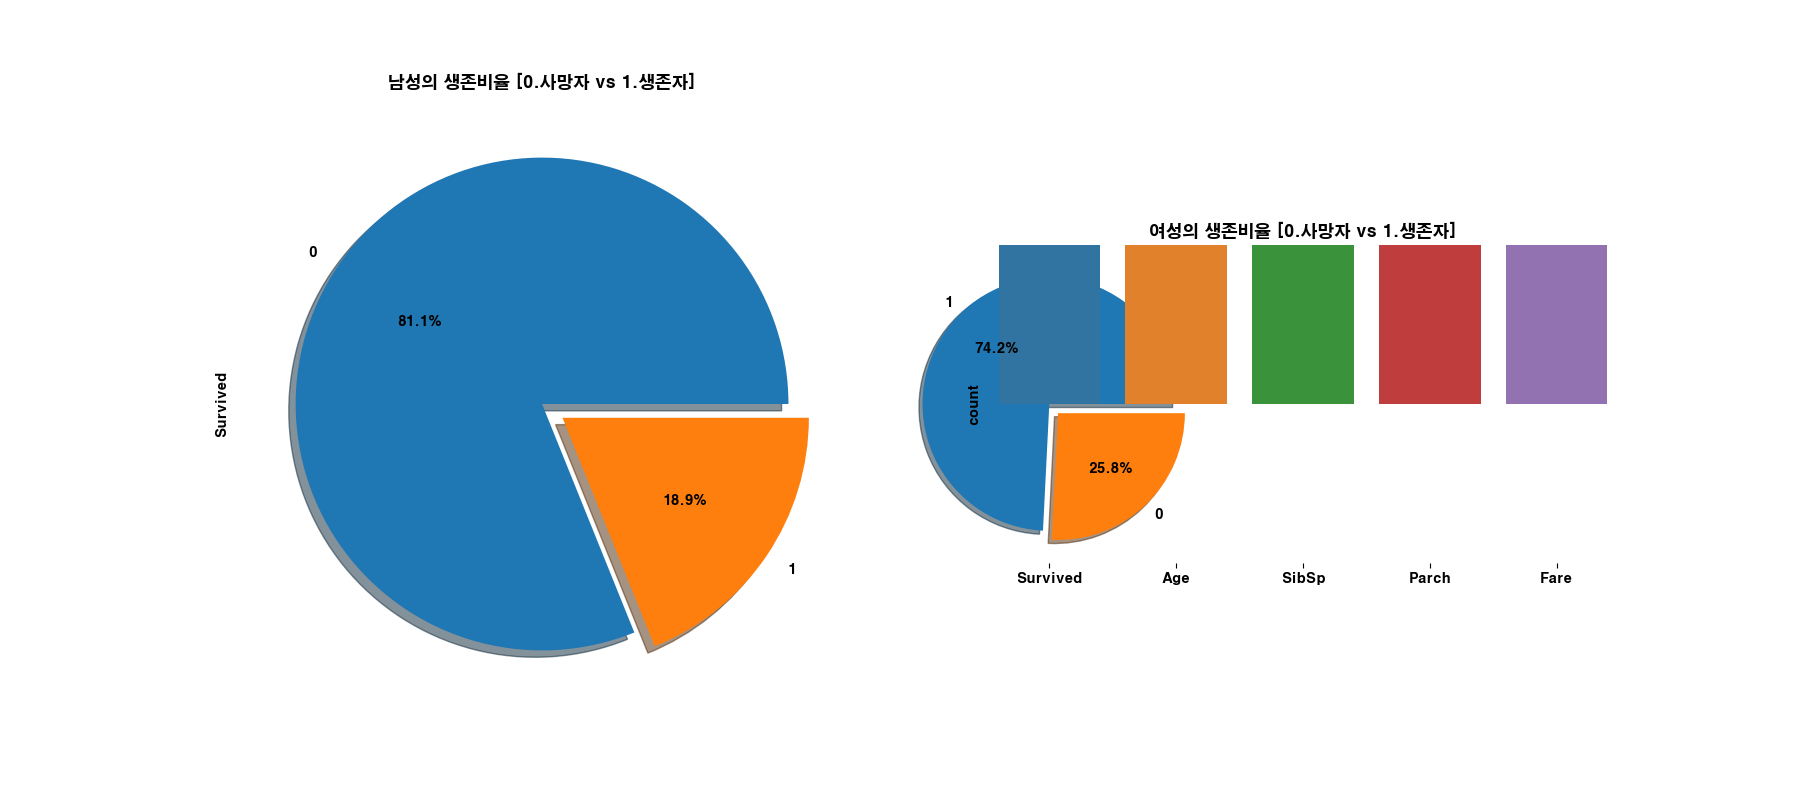 남성의 생존비율 [0.사망자 vs 1.생존자]
0
81.1%
Survived
18.9%
1
여성의 생존비율 [0.사망자 vs 1.생존자]
1
74.2%
count
25.8%
0
Survived Age SibSp Parch Fare